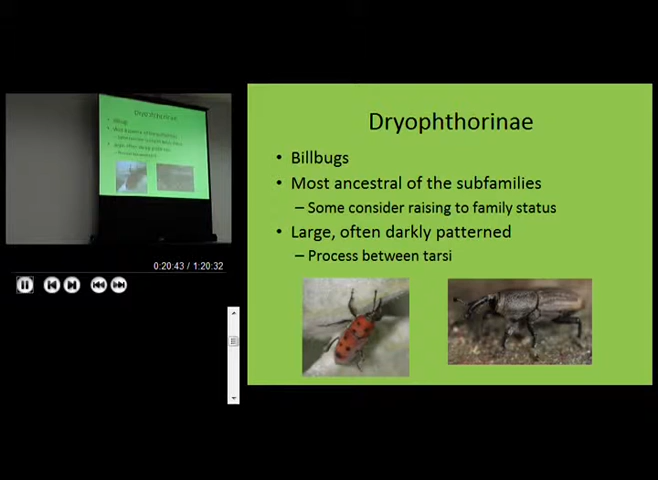 Dryophthorinae
• Billbugs
• Most ancestral of the subfamilies
– Some consider raising to family status
• Large, often darkly patterned
– Process between tarsi
0:20:43 / 1:20:32